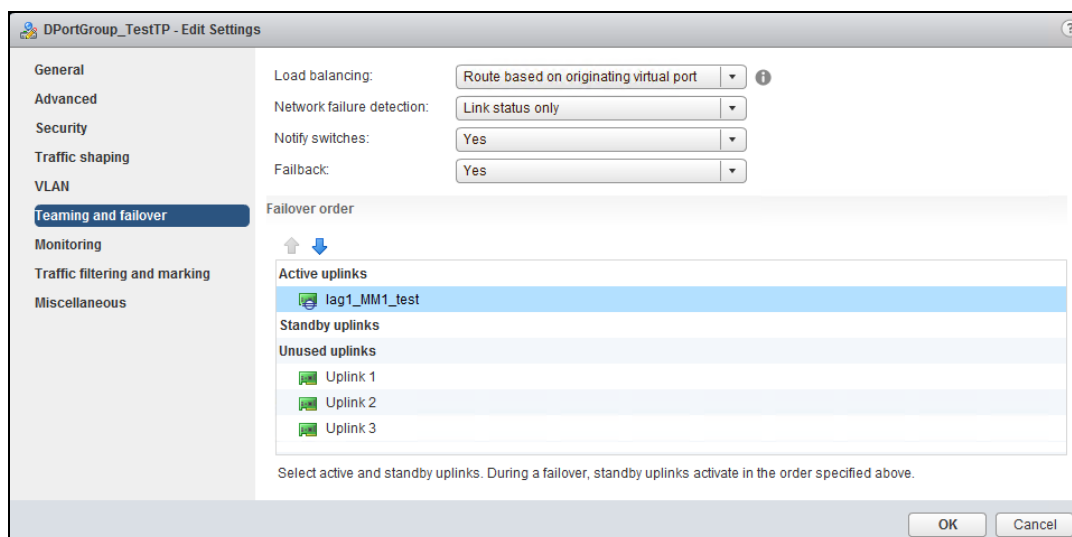 DPortGroup_TestTP - Edit Settings
?
General
Advanced
Security
Traffic shaping
VLAN
Teaming and failover
Monitoring
Traffic filtering and marking
Miscellaneous
Load balancing: Route based on originating virtual port
Network failure detection: Link status only
Notify switches: Yes
Failback: Yes
Failover order
Active uplinks
lag1_MM1_test
Standby uplinks
Unused uplinks
Uplink 1
Uplink 2
Uplink 3
Select active and standby uplinks. During a failover, standby uplinks activate in the order specified above.
OK Cancel